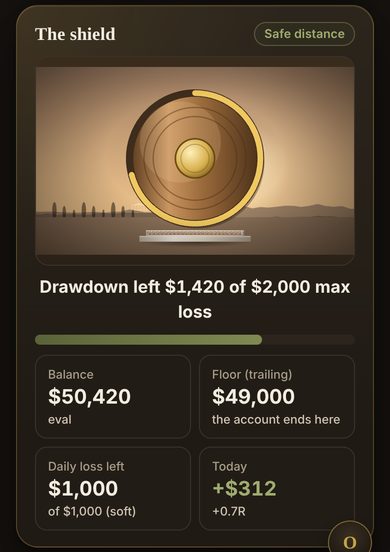 The shield
Safe distance
Drawdown left $1,420 of $2,000 max
loss
Balance
$50,420
eval
Floor (trailing)
$49,000
the account ends here
Daily loss left
$1,000
of $1,000 (soft)
Today
+$312
+0.7R
O